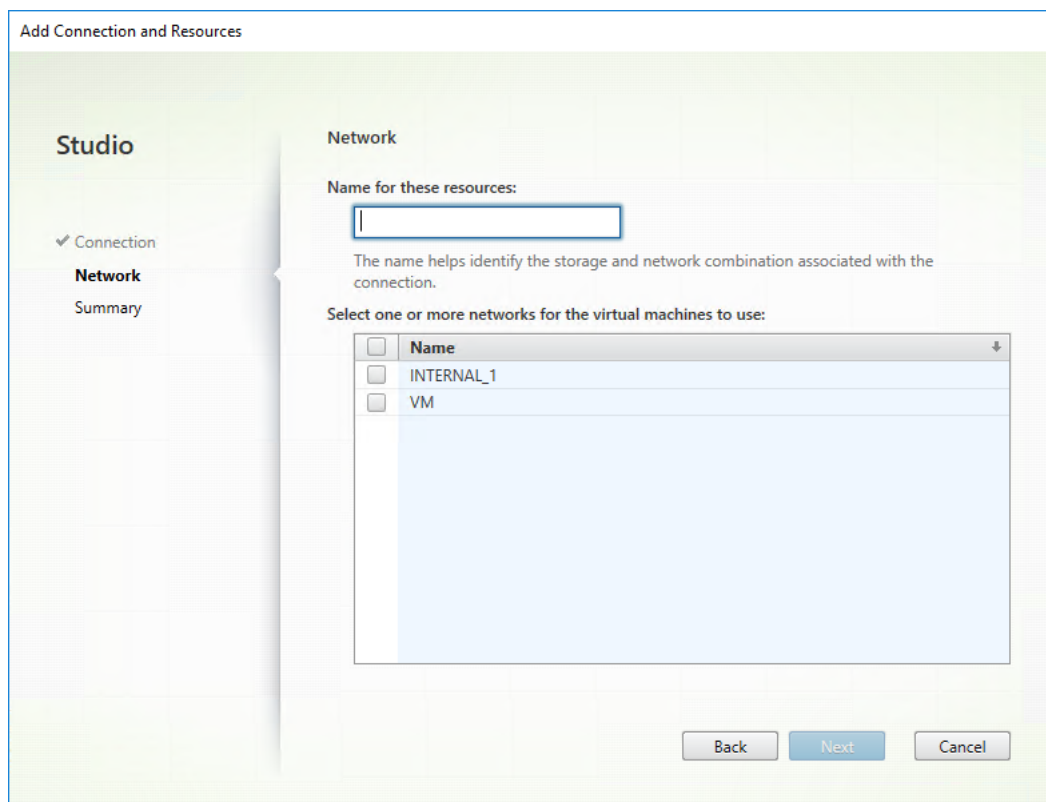 Add Connection and Resources
Studio
Connection
Network
Summary
Network
Name for these resources:
The name helps identify the storage and network combination associated with the
connection.
Select one or more networks for the virtual machines to use:
Name
INTERNAL_1
VM
Back
Next
Cancel